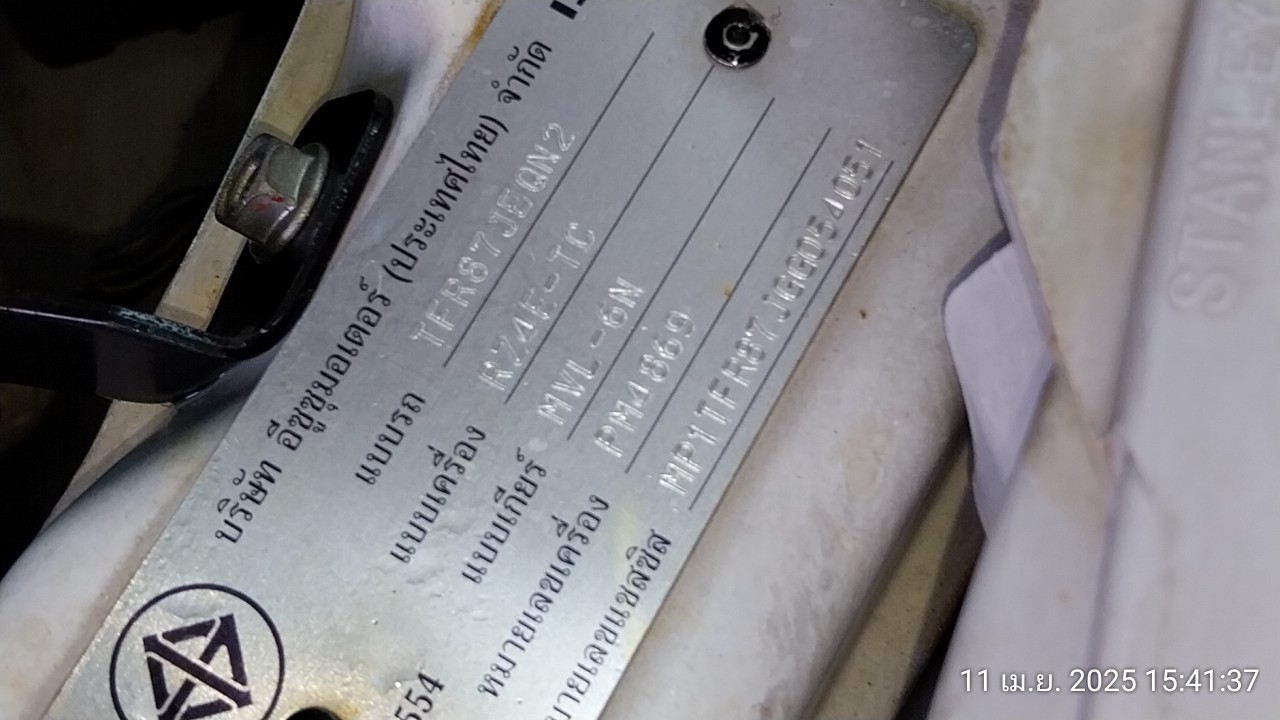 บริษัท อีซูซุมอเตอร์ (ประเทศไทย) จำกัด
แบบรถ TFR87JEQN2
แบบเครื่อง RZ4E-TC
แบบเกียร์ MVL-6N
หมายเลขเครื่อง PM4869
หมายเลขแชสซิส MP1TFR87JGG054051
554
STANLEY
11 เม.ย. 2025 15:41:37